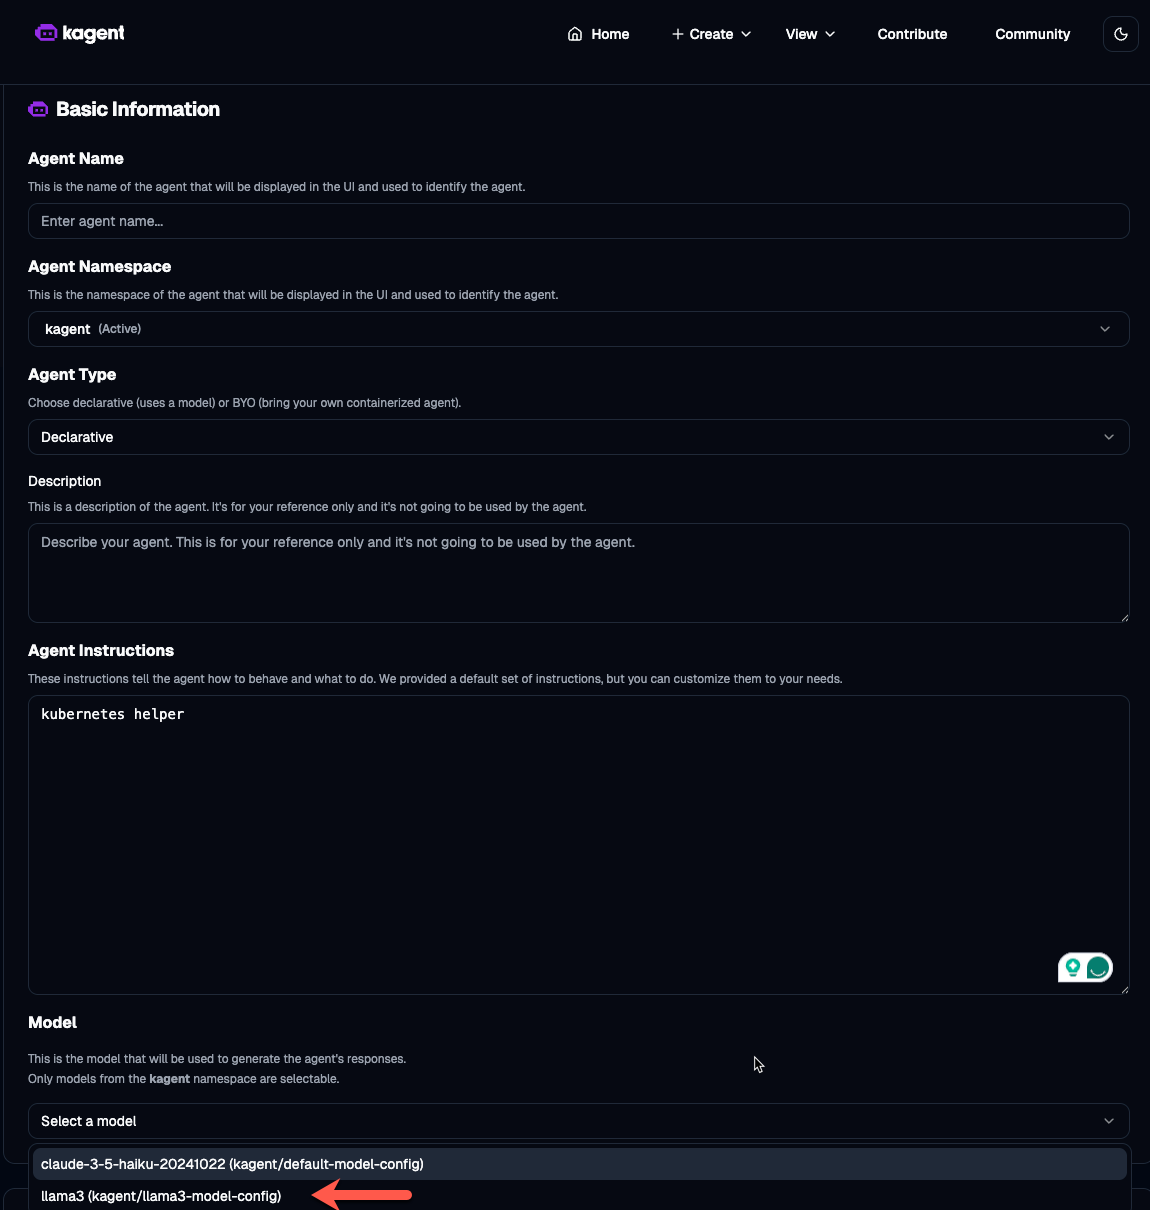 kagent
Home
Create
View
Contribute
Community
Basic Information
Agent Name
This is the name of the agent that will be displayed in the UI and used to identify the agent.
Enter agent name...
Agent Namespace
This is the namespace of the agent that will be displayed in the UI and used to identify the agent.
kagent (Active)
Agent Type
Choose declarative (uses a model) or BYO (bring your own containerized agent).
Declarative
Description
This is a description of the agent. It's for your reference only and it's not going to be used by the agent.
Describe your agent. This is for your reference only and it's not going to be used by the agent.
Agent Instructions
These instructions tell the agent how to behave and what to do. We provided a default set of instructions, but you can customize them to your needs.
kubernetes helper
Model
This is the model that will be used to generate the agent's responses.
Only models from the kagent namespace are selectable.
Select a model
claude-3-5-haiku-20241022 (kagent/default-model-config)
llama3 (kagent/llama3-model-config)